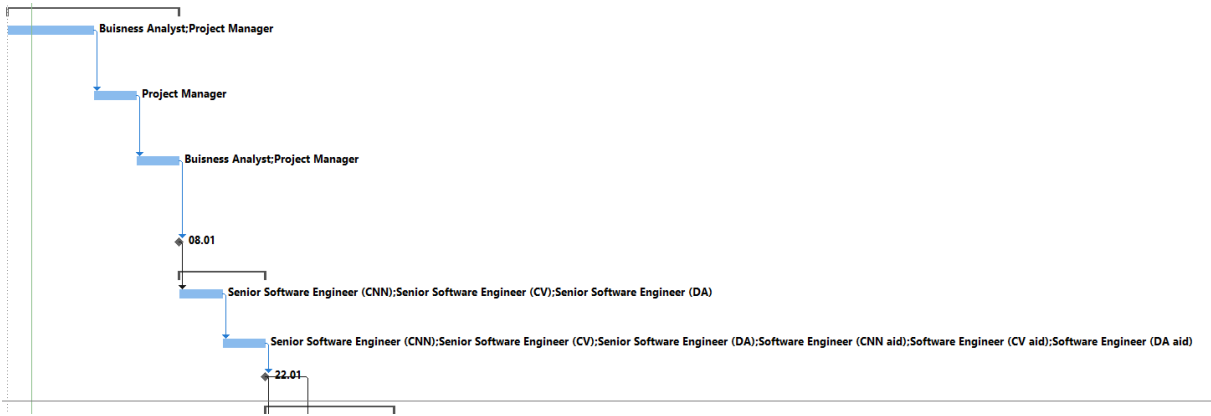 Buisness Analyst;Project Manager
Project Manager
Buisness Analyst;Project Manager
08.01
Senior Software Engineer (CNN);Senior Software Engineer (CV);Senior Software Engineer (DA)
Senior Software Engineer (CNN);Senior Software Engineer (CV);Senior Software Engineer (DA);Software Engineer (CNN aid);Software Engineer (CV aid);Software Engineer (DA aid)
22.01